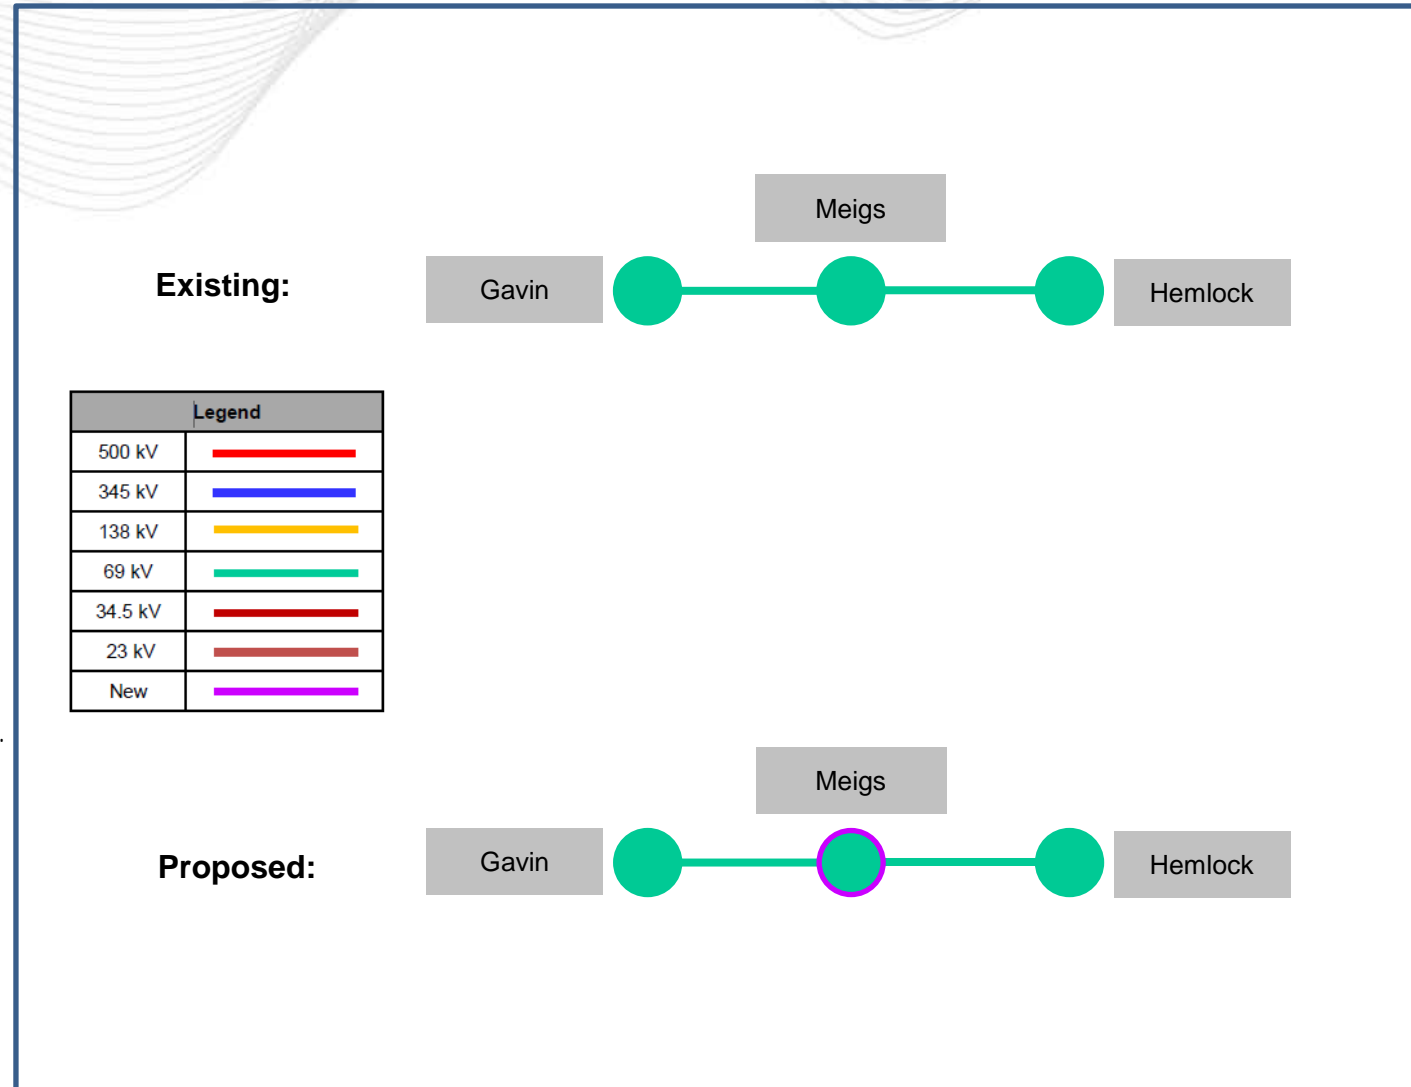 Meigs
Existing:
Gavin
Hemlock
Legend
500 kV
345 kV
138 kV
69 kV
34.5 kV
23 kV
New
.
Meigs
Proposed:
Gavin
Hemlock